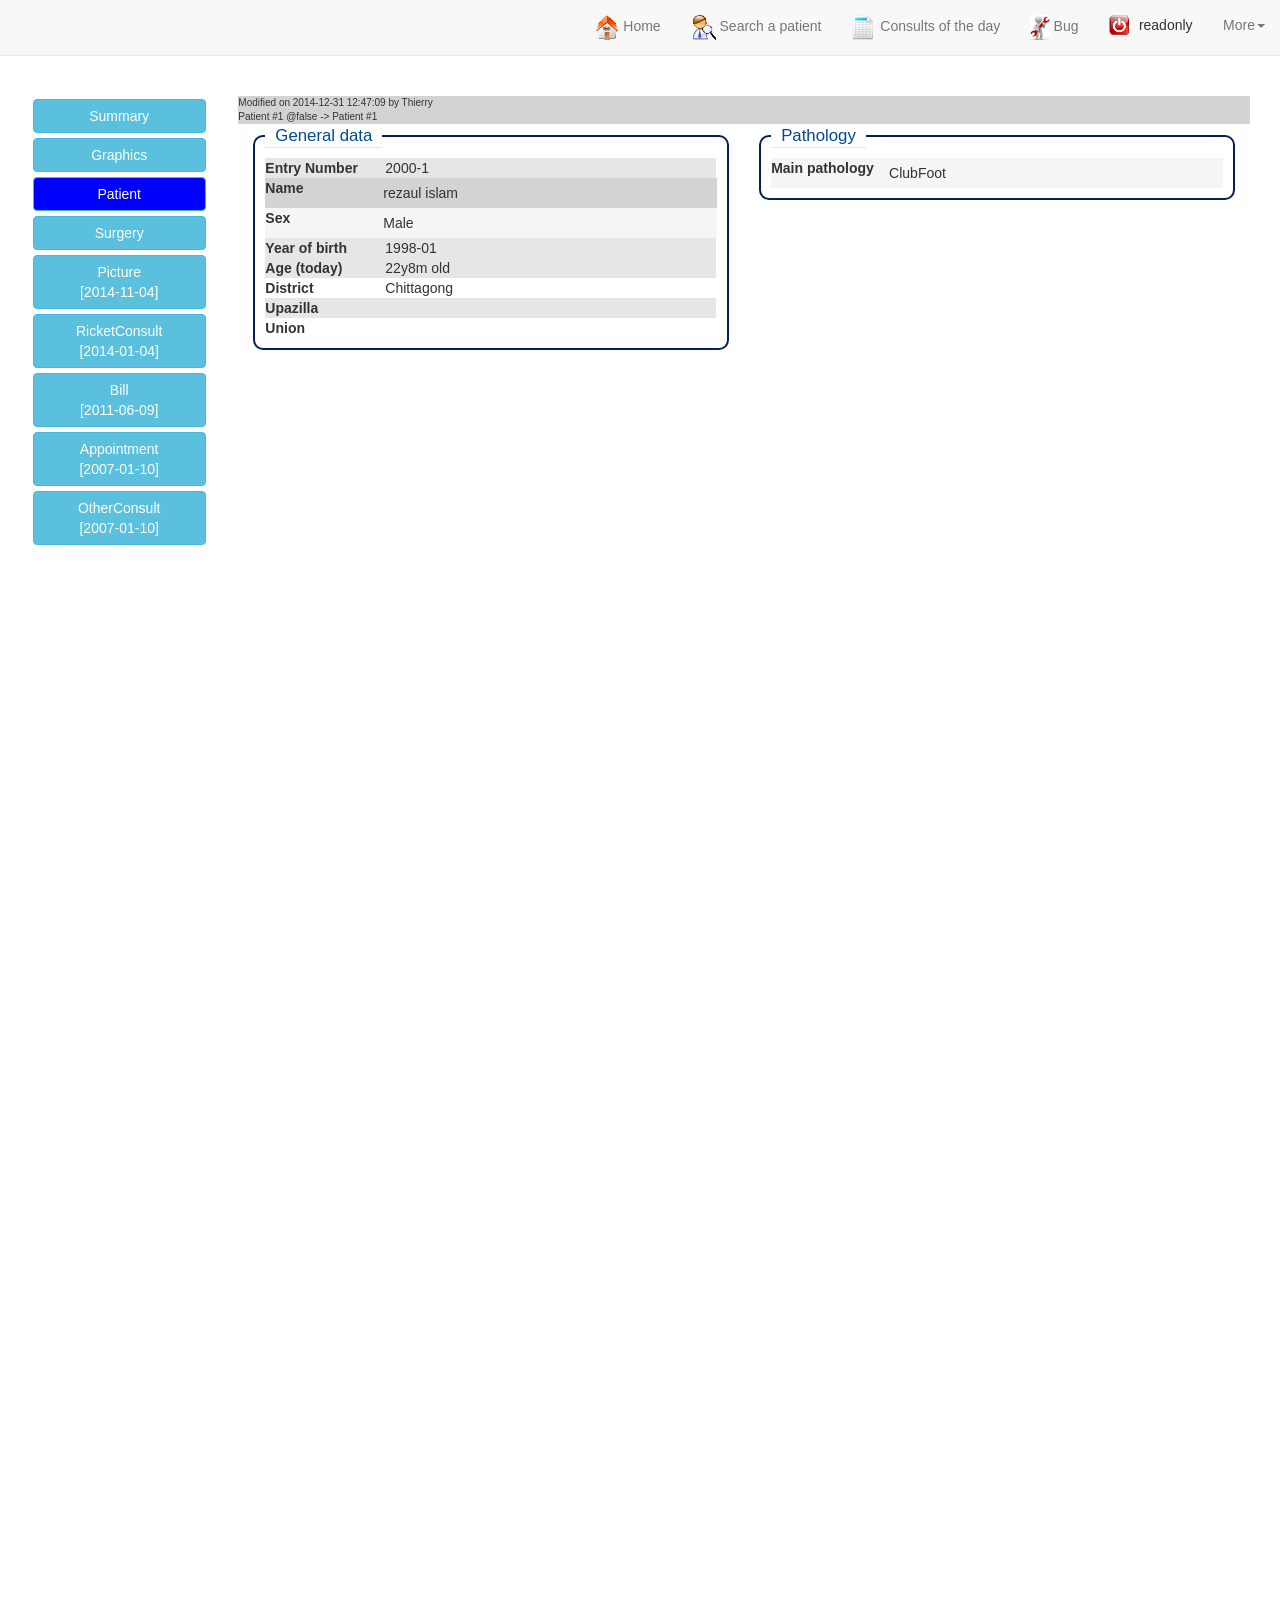 Home
Search a patient
Consults of the day
Bug
readonly
More
Summary
Graphics
Patient
Surgery
Picture
[2014-11-04]
RicketConsult
[2014-01-04]
Bill
[2011-06-09]
Appointment
[2007-01-10]
OtherConsult
[2007-01-10]
Modified on 2014-12-31 12:47:09 by Thierry
Patient #1 @false -> Patient #1
General data
Entry Number 2000-1
Name rezaul islam
Sex Male
Year of birth 1998-01
Age (today) 22y8m old
District Chittagong
Upazilla
Union
Pathology
Main pathology ClubFoot